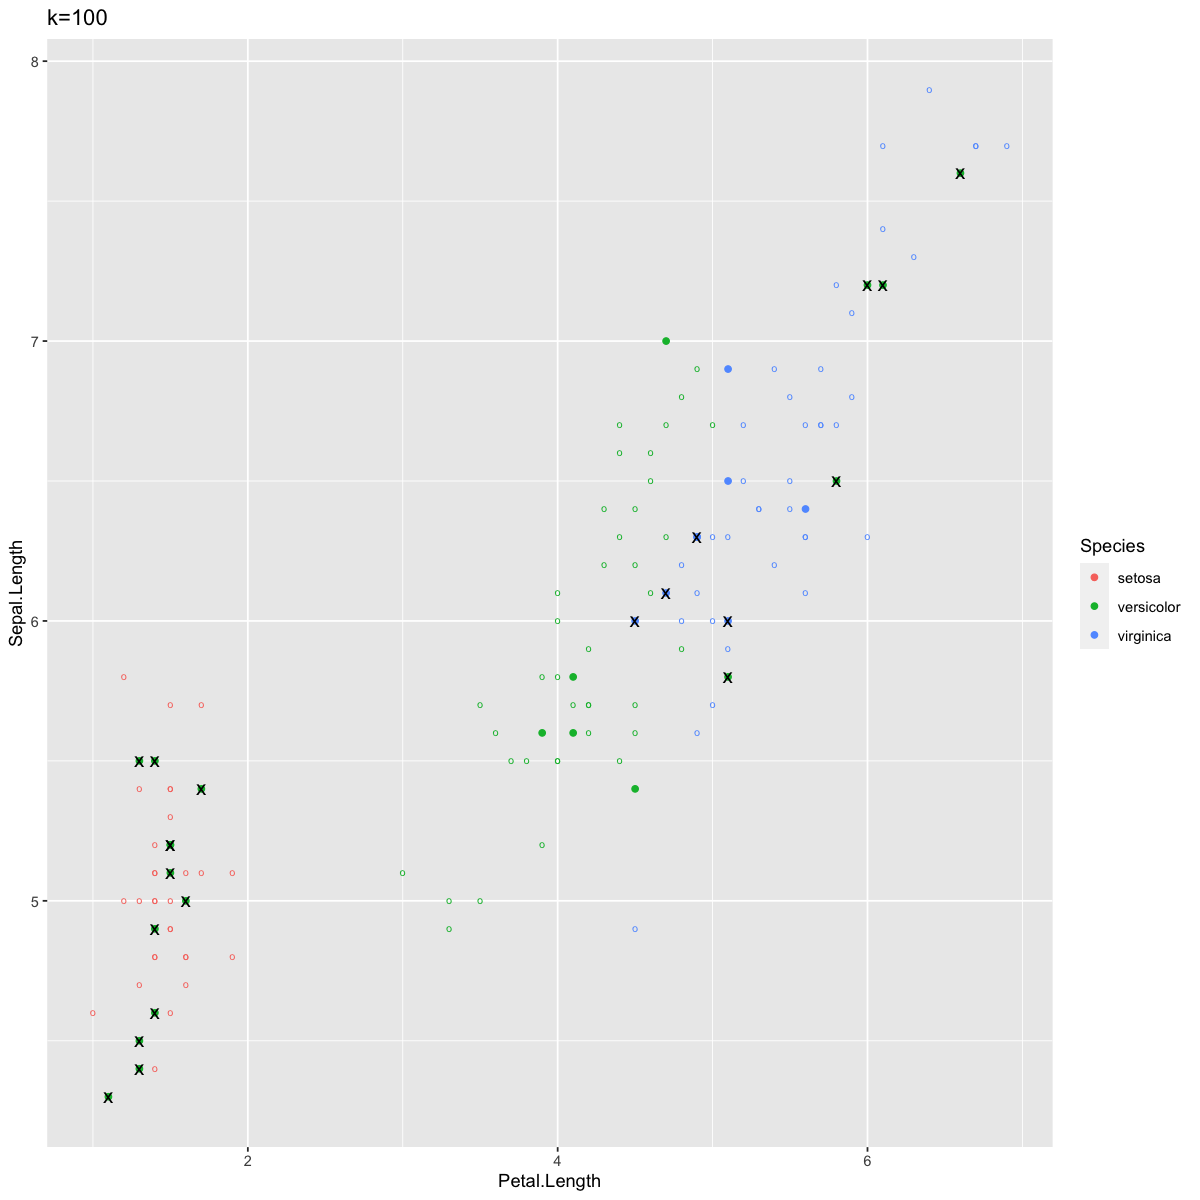 k=100
8
7
6
5
Sepal.Length
2
4
6
Petal.Length
Species
setosa
versicolor
virginica